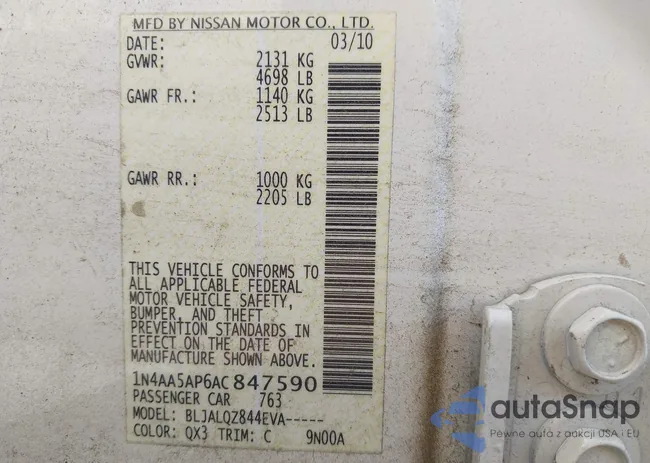 MFD BY NISSAN MOTOR CO., LTD.
DATE: 03/10
GVWR: 2131 KG
4698 LB
GAWR FR.: 1140 KG
2513 LB
GAWR RR.: 1000 KG
2205 LB
THIS VEHICLE CONFORMS TO
ALL APPLICABLE FEDERAL
MOTOR VEHICLE SAFETY,
BUMPER, AND THEFT
PREVENTION STANDARDS IN
EFFECT ON THE DATE OF
MANUFACTURE SHOWN ABOVE.
1N4AA5AP6AC847590
PASSENGER CAR 763
MODEL: BLJALQZ844EVA-----
COLOR: QX3 TRIM: C 9N00A
autaSnap
Pewne auta z aukcji USA i EU